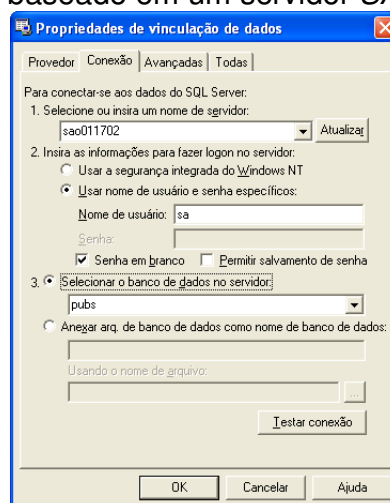 baseado em um servidor
Propriedades de vinculação de dados
Provedor Conexão Avançadas Todas
Para conectar-se aos dados do SQL Server:
1. Selecione ou insira um nome de servidor:
sao011702 Atualizar
2. Insira as informações para fazer logon no servidor:
Usar a segurança integrada do Windows NT
Usar nome de usuário e senha específicos:
Nome de usuário: sa
Senha:
Senha em branco Permitir salvamento de senha
3. Selecionar o banco de dados no servidor:
pubs
Anexar arq. de banco de dados como nome de banco de dados:
Usando o nome de arquivo:
...
Testar conexão
OK Cancelar Ajuda